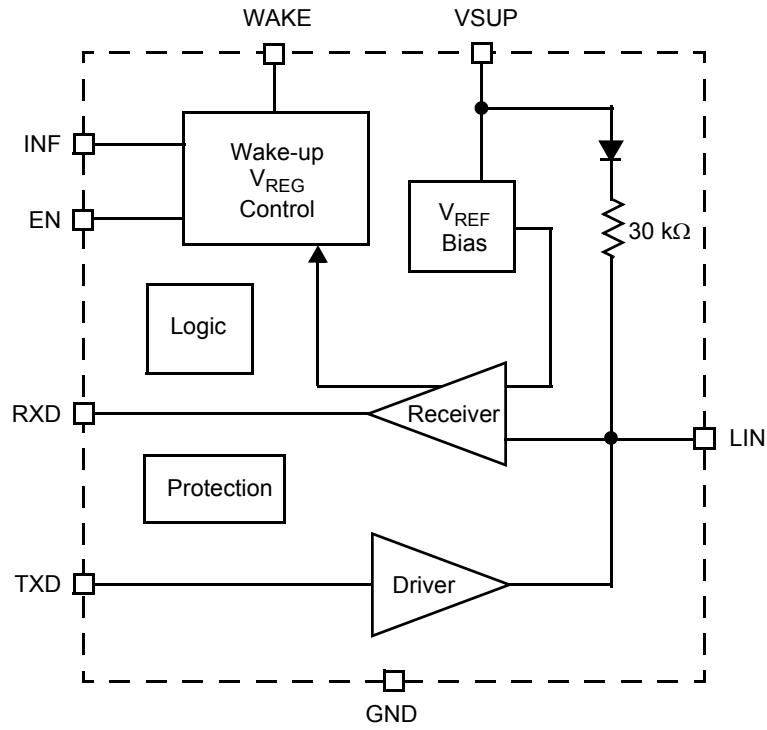 WAKE
VSUP
INF
EN
Wake-up
VREG
Control
VREF
Bias
30 kΩ
Logic
RXD
Receiver
LIN
Protection
TXD
Driver
GND